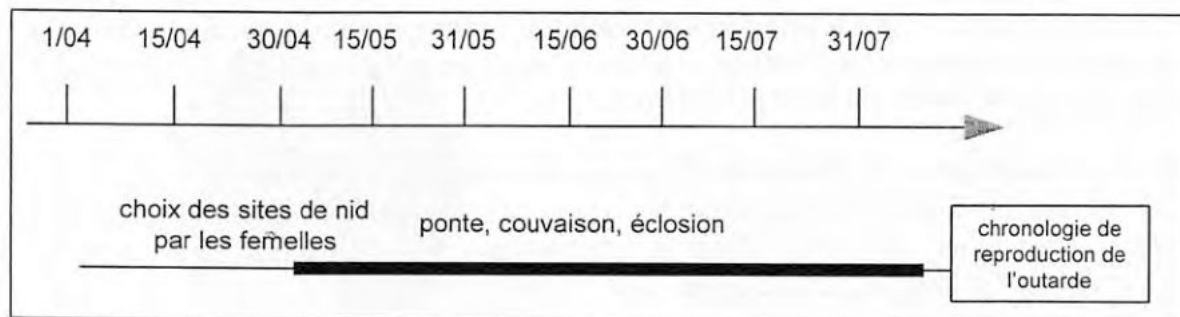 1/04 15/04 30/04 15/05 31/05 15/06 30/06 15/07 31/07
choix des sites de nid
par les femelles
ponte, couvaison, éclosion
chronologie de
reproduction de
l'outarde